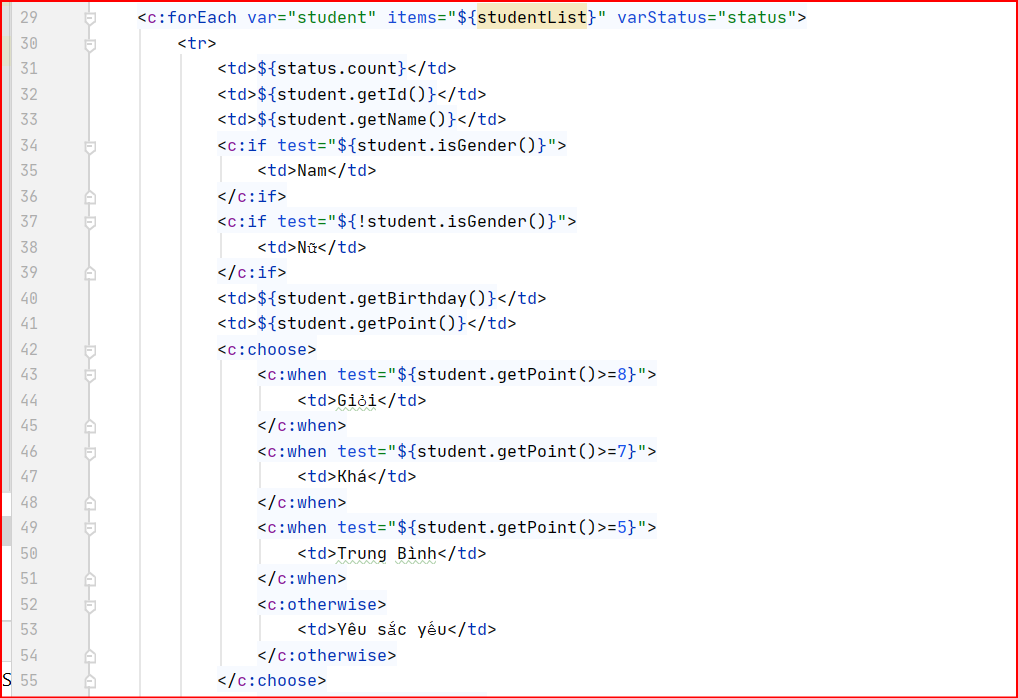 29 <c:forEach var="student" items="${studentList}" varStatus="status">
30 <tr>
31 <td>${status.count}</td>
32 <td>${student.getId()}</td>
33 <td>${student.getName()}</td>
34 <c:if test="${student.isGender()}">
35 <td>Nam</td>
36 </c:if>
37 <c:if test="${!student.isGender()}">
38 <td>Nữ</td>
39 </c:if>
40 <td>${student.getBirthday()}</td>
41 <td>${student.getPoint()}</td>
42 <c:choose>
43 <c:when test="${student.getPoint()>=8}">
44 <td>Giỏi</td>
45 </c:when>
46 <c:when test="${student.getPoint()>=7}">
47 <td>Khá</td>
48 </c:when>
49 <c:when test="${student.getPoint()>=5}">
50 <td>Trung Bình</td>
51 </c:when>
52 <c:otherwise>
53 <td>Yêu sắc yếu</td>
54 </c:otherwise>
S 55 </c:choose>